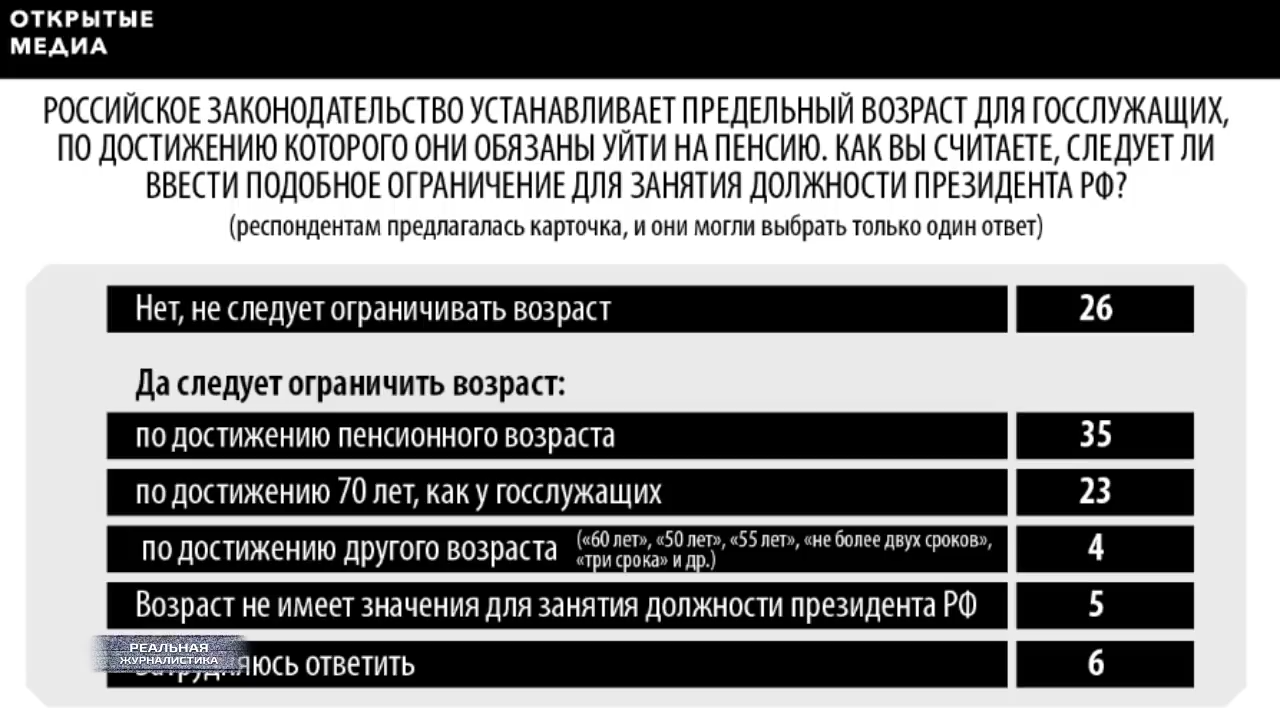 ОТКРЫТЫЕ
МЕДИА
РОССИЙСКОЕ ЗАКОНОДАТЕЛЬСТВО УСТАНАВЛИВАЕТ ПРЕДЕЛЬНЫЙ ВОЗРАСТ ДЛЯ ГОССЛУЖАЩИХ,
ПО ДОСТИЖЕНИЮ КОТОРОГО ОНИ ОБЯЗАНЫ УЙТИ НА ПЕНСИЮ. КАК ВЫ СЧИТАЕТЕ, СЛЕДУЕТ ЛИ
ВВЕСТИ ПОДОБНОЕ ОГРАНИЧЕНИЕ ДЛЯ ЗАНЯТИЯ ДОЛЖНОСТИ ПРЕЗИДЕНТА РФ?
(респондентам предлагалась карточка, и они могли выбрать только один ответ)
Нет, не следует ограничивать возраст 26
Да следует ограничить возраст:
по достижению пенсионного возраста 35
по достижению 70 лет, как у госслужащих 23
по достижению другого возраста («60 лет», «50 лет», «55 лет», «не более двух сроков»,
«три срока» и др.) 4
Возраст не имеет значения для занятия должности президента РФ 5
РЕАЛЬНАЯ
ЖУРНАЛИСТИКА
ответить 6